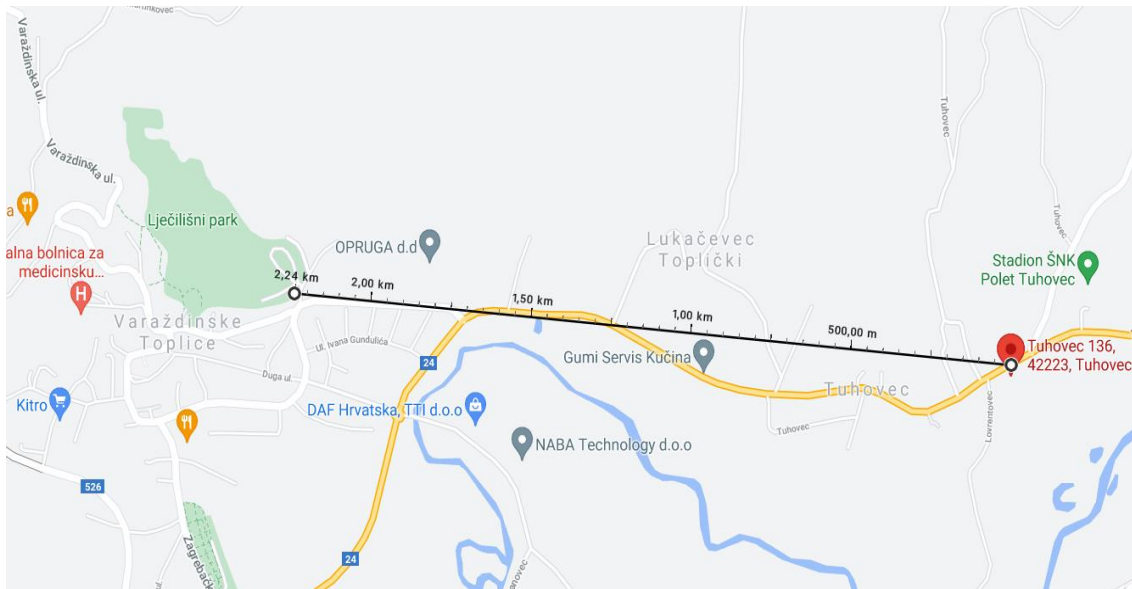 Varaždinska ul.
Varaždinska ul.
Tuhovec
Tuhovec
Tuhovec
Lječilišni park
a
alna bolnica za
medicinsku...
OPRUGA d.d
Lukačevec
Toplički
Stadion ŠNK
Polet Tuhovec
2,24 km
2,00 km
1,50 km
1,00 km
500,00 m
Varaždinske
Toplice
Ul. Ivana Gundulića
24
Gumi Servis Kučina
Tuhovec 136,
42223, Tuhovec
Duga ul.
Tuhovec
Kitro
DAF Hrvatska, TTI d.o.o
Tuhovec
Lovrentovec
NABA Technology d.o.o
526
24
Zagrebačk
anovec